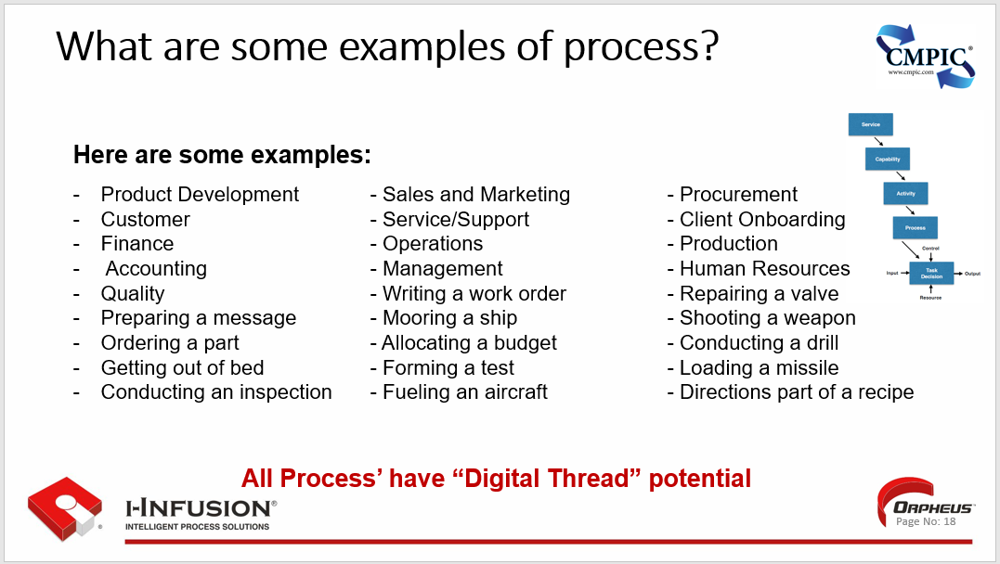 What are some examples of process?
CMPIC®
www.cmpic.com
Here are some examples:
- Product Development
- Customer
- Finance
- Accounting
- Quality
- Preparing a message
- Ordering a part
- Getting out of bed
- Conducting an inspection
- Sales and Marketing
- Service/Support
- Operations
- Management
- Writing a work order
- Mooring a ship
- Allocating a budget
- Forming a test
- Fueling an aircraft
- Procurement
- Client Onboarding
- Production
- Human Resources
- Repairing a valve
- Shooting a weapon
- Conducting a drill
- Loading a missile
- Directions part of a recipe
Service
Capability
Activity
Process
Control
Input
Task
Decision
Output
Resource
All Process’ have “Digital Thread” potential
®
I-INFUSION®
INTELLIGENT PROCESS SOLUTIONS
ORPHEUS™
Page No: 18